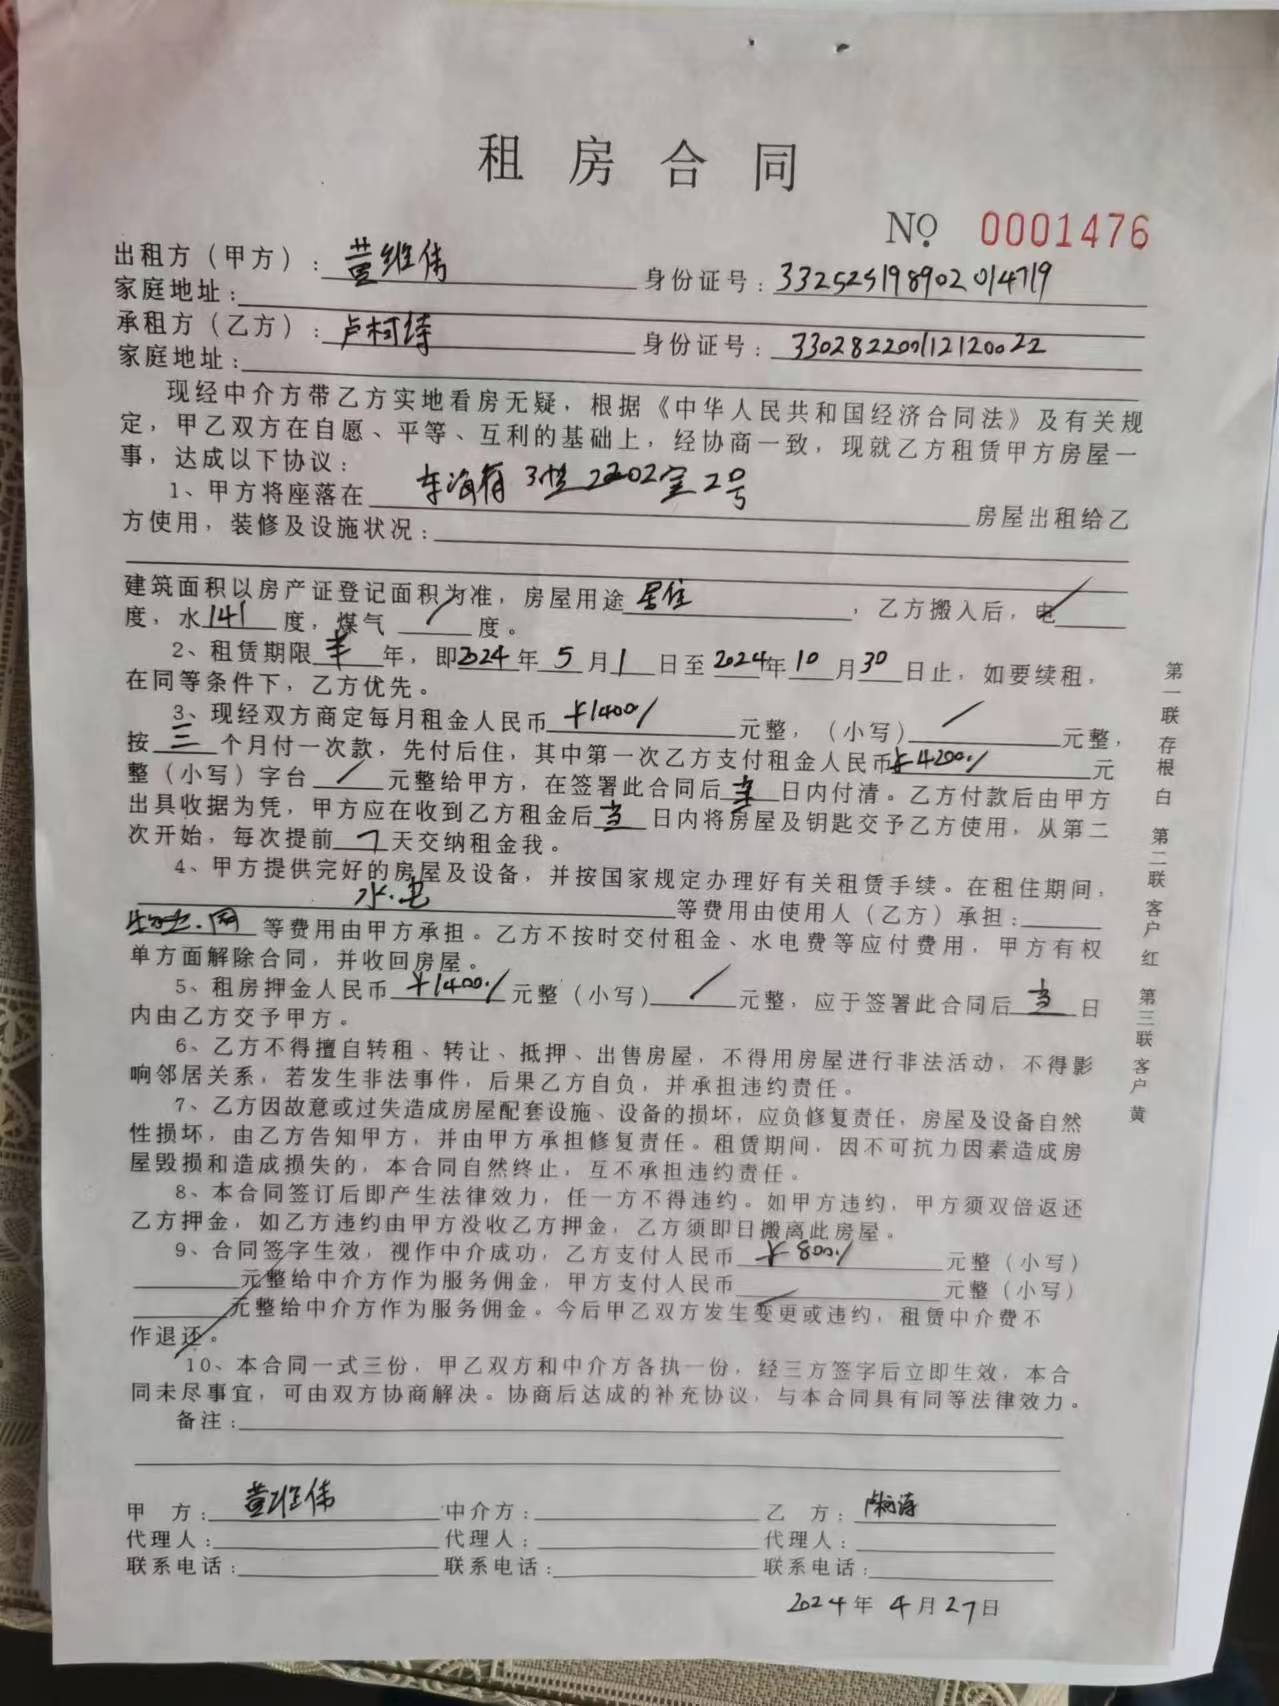 租房合同
NO. 0001476
出租方（甲方）：董维伟 身份证号：332525198902014719
家庭地址：
承租方（乙方）：卢柯 身份证号：330282200112120022
家庭地址：
现经中介方带乙方实地看房无疑，根据《中华人民共和国经济合同法》及有关规
定，甲乙双方在自愿、平等、互利的基础上，经协商一致，现就乙方租赁甲方房屋一
事，达成以下协议：
1、甲方将座落在 东海府3幢2202室2号 房屋出租给乙
方使用，装修及设施状况：
建筑面积以房产证登记面积为准，房屋用途 居住 ，乙方搬入后，电 /
度，水 141 度，煤气 / 度。
2、租赁期限 半 年，即2024年 5 月 1 日至 2024年 10 月 30 日止，如要续租，
在同等条件下，乙方优先。
3、现经双方商定每月租金人民币 ¥1400/ 元整，（小写） / 元整，
按 三 个月付一次款，先付后住，其中第一次乙方支付租金人民币 ¥4200/ 元
整（小写）字台 / 元整给甲方，在签署此合同后 当 日内付清。乙方付款后由甲方
出具收据为凭，甲方应在收到乙方租金后 当 日内将房屋及钥匙交予乙方使用，从第二
次开始，每次提前 7 天交纳租金我。
4、甲方提供完好的房屋及设备，并按国家规定办理好有关租赁手续。在租住期间，
水.电 等费用由使用人（乙方）承担：
物业.网 等费用由甲方承担。乙方不按时交付租金、水电费等应付费用，甲方有权
单方面解除合同，并收回房屋。
5、租房押金人民币 ¥1400/ 元整（小写） / 元整，应于签署此合同后 当 日
内由乙方交予甲方。
6、乙方不得擅自转租、转让、抵押、出售房屋，不得用房屋进行非法活动，不得影
响邻居关系，若发生非法事件，后果乙方自负，并承担违约责任。
7、乙方因故意或过失造成房屋配套设施、设备的损坏，应负修复责任，房屋及设备自然
性损坏，由乙方告知甲方，并由甲方承担修复责任。租赁期间，因不可抗力因素造成房
屋毁损和造成损失的，本合同自然终止，互不承担违约责任。
8、本合同签订后即产生法律效力，任一方不得违约。如甲方违约，甲方须双倍返还
乙方押金，如乙方违约由甲方没收乙方押金，乙方须即日搬离此房屋。
9、合同签字生效，视作中介成功，乙方支付人民币 ¥800/ 元整（小写）
元整给中介方作为服务佣金，甲方支付人民币 元整（小写）
元整给中介方作为服务佣金。今后甲乙双方发生变更或违约，租赁中介费不
作退还。
10、本合同一式三份，甲乙双方和中介方各执一份，经三方签字后立即生效，本合
同未尽事宜，可由双方协商解决。协商后达成的补充协议，与本合同具有同等法律效力。
备注：
甲 方：董维伟 中介方： 乙 方：
代理人： 代理人： 代理人：
联系电话： 联系电话： 联系电话：
2024年 4月27日
第一联 存根 白 第二联 客户 红 第三联 客户 黄